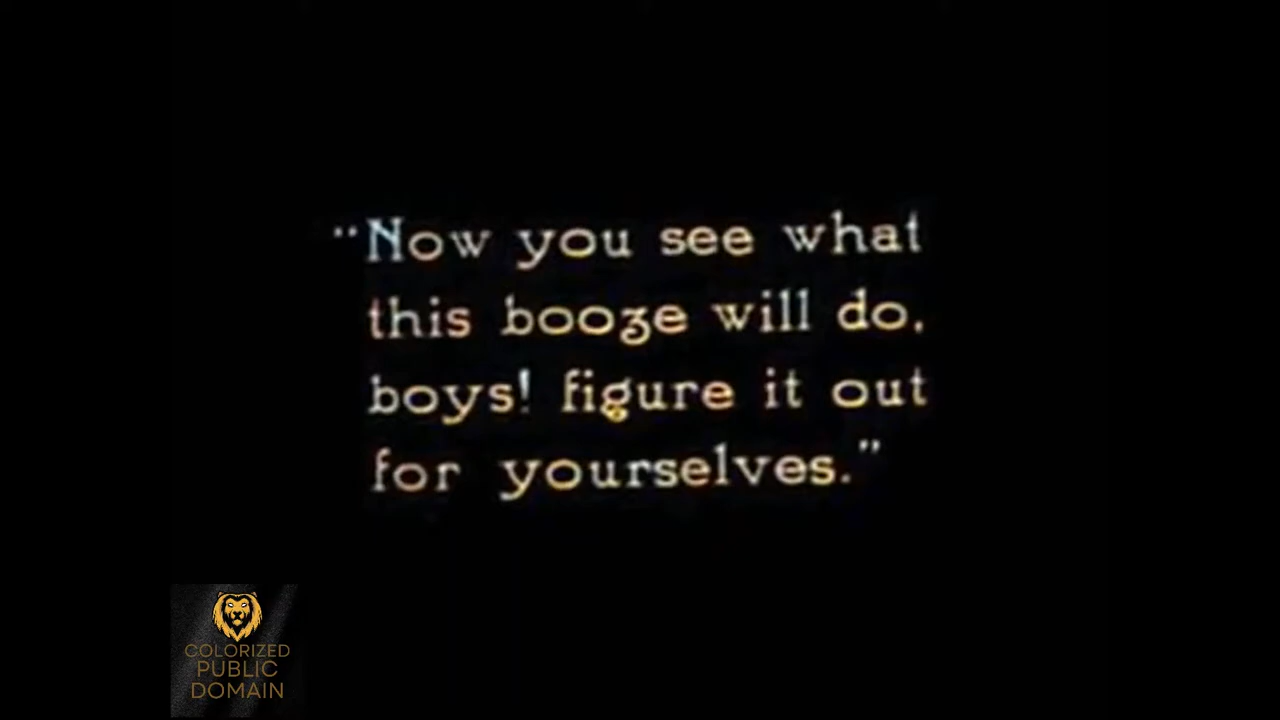 "Now you see what
this booze will do,
boys! figure it out
for yourselves."
COLORIZED
PUBLIC
DOMAIN